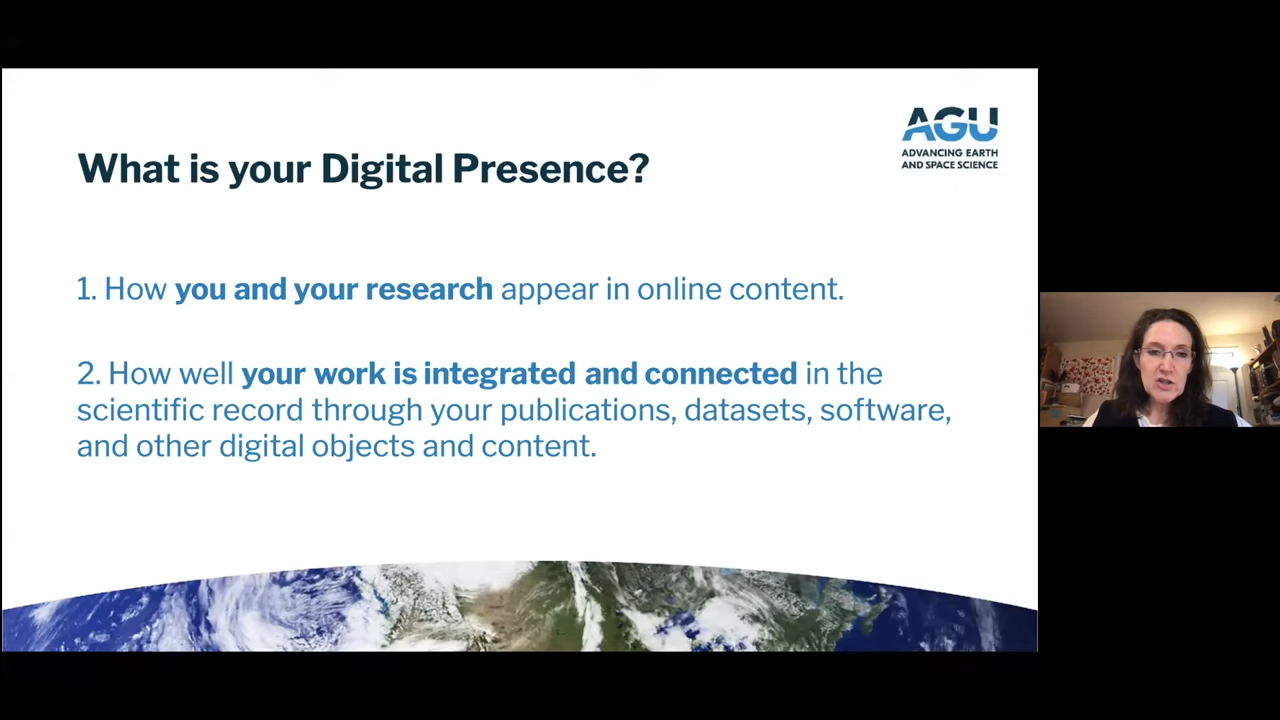 AGU
ADVANCING EARTH
AND SPACE SCIENCE
What is your Digital Presence?
1. How you and your research appear in online content.
2. How well your work is integrated and connected in the
scientific record through your publications, datasets, software,
and other digital objects and content.